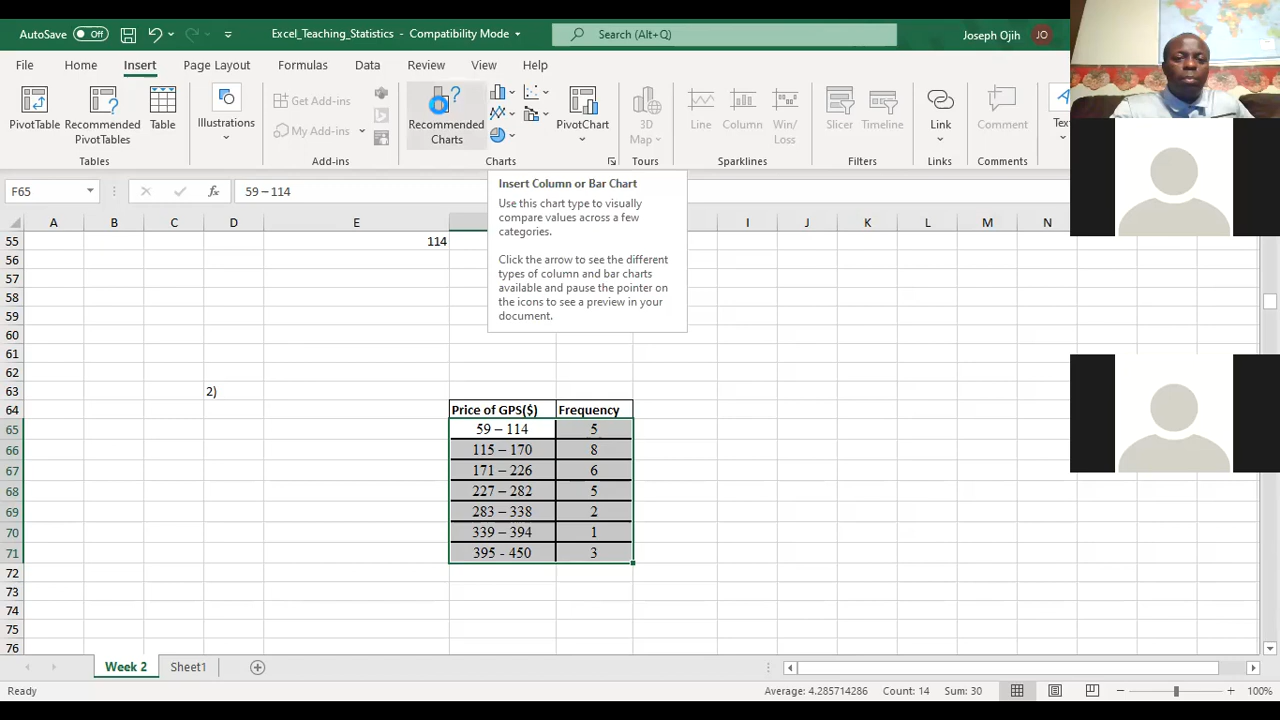 AutoSave Off Excel_Teaching_Statistics - Compatibility Mode Search (Alt+Q) Joseph Ojih JO
File Home Insert Page Layout Formulas Data Review View Help
PivotTable Recommended PivotTables Table Illustrations Get Add-ins My Add-ins Recommended Charts PivotChart 3D Map Line Column Win/Loss Slicer Timeline Link Comment Text
Tables Add-ins Charts Tours Sparklines Filters Links Comments
F65 fx 59 – 114
Insert Column or Bar Chart
Use this chart type to visually
compare values across a few
categories.
Click the arrow to see the different
types of column and bar charts
available and pause the pointer on
the icons to see a preview in your
document.
A B C D E I J K L M N
55 114
56
57
58
59
60
61
62
63 2)
64 Price of GPS($) Frequency
65 59 – 114 5
66 115 – 170 8
67 171 – 226 6
68 227 – 282 5
69 283 – 338 2
70 339 – 394 1
71 395 - 450 3
72
73
74
75
76
Week 2 Sheet1
Ready Average: 4.285714286 Count: 14 Sum: 30 100%